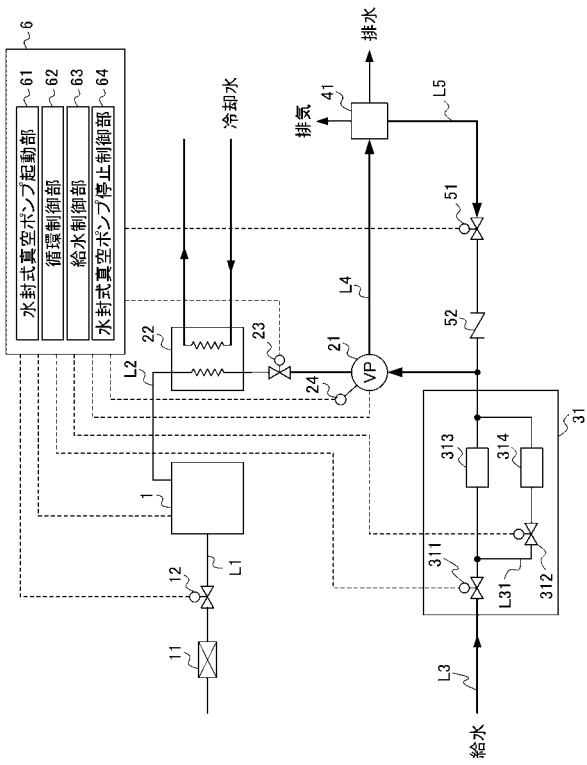 6
水封式真空ポンプ起動部
61
循環制御部
62
給水制御部
63
水封式真空ポンプ停止制御部
64
冷却水
22
L2
23
24
21
VP
1
12
11
L1
L4
排気
排水
41
L5
51
52
31
311
312
313
314
L31
L3
給水